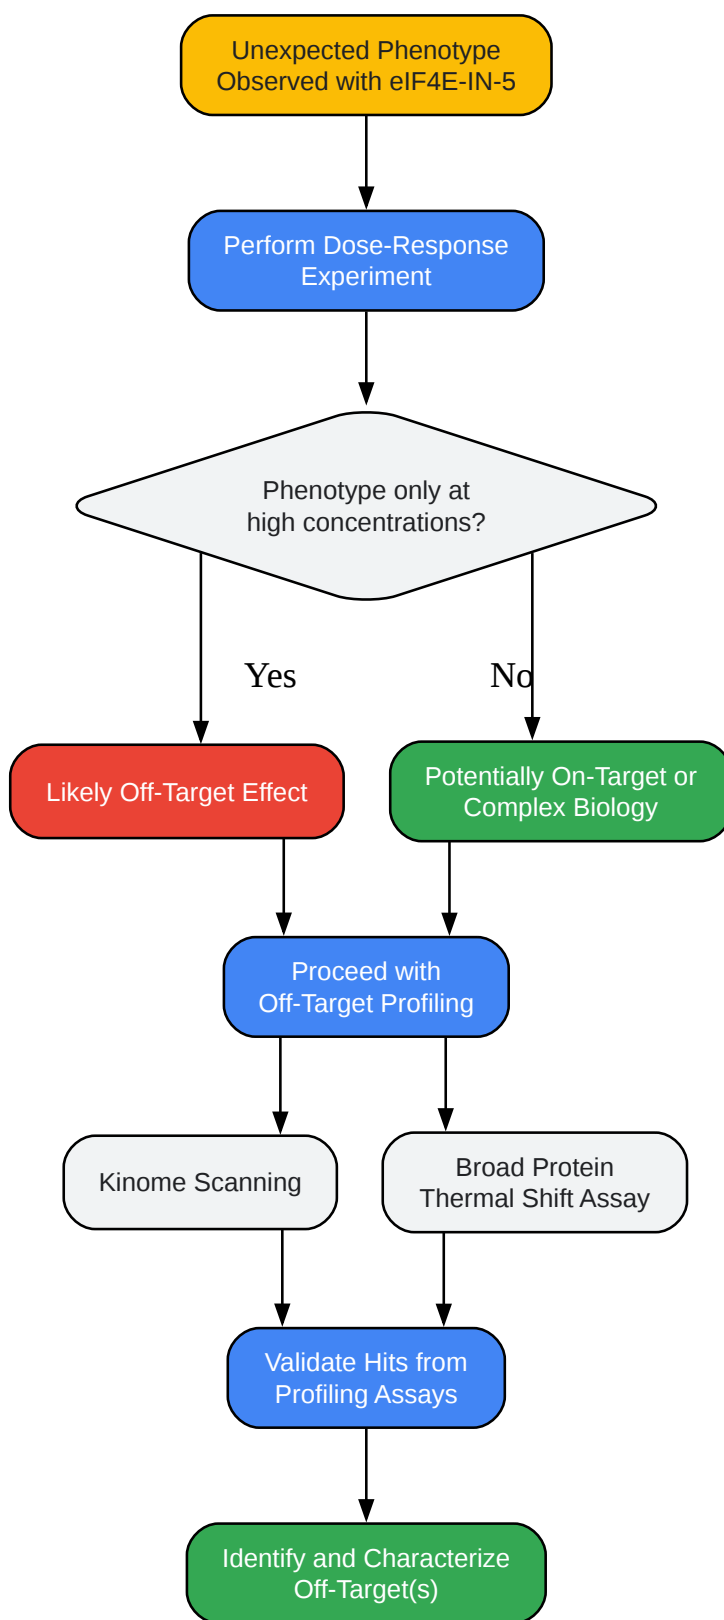 Unexpected Phenotype
Observed with eIF4E-IN-5
Perform Dose-Response
Experiment
Phenotype only at
high concentrations?
Yes
No
Likely Off-Target Effect
Potentially On-Target or
Complex Biology
Proceed with
Off-Target Profiling
Kinome Scanning
Broad Protein
Thermal Shift Assay
Validate Hits from
Profiling Assays
Identify and Characterize
Off-Target(s)